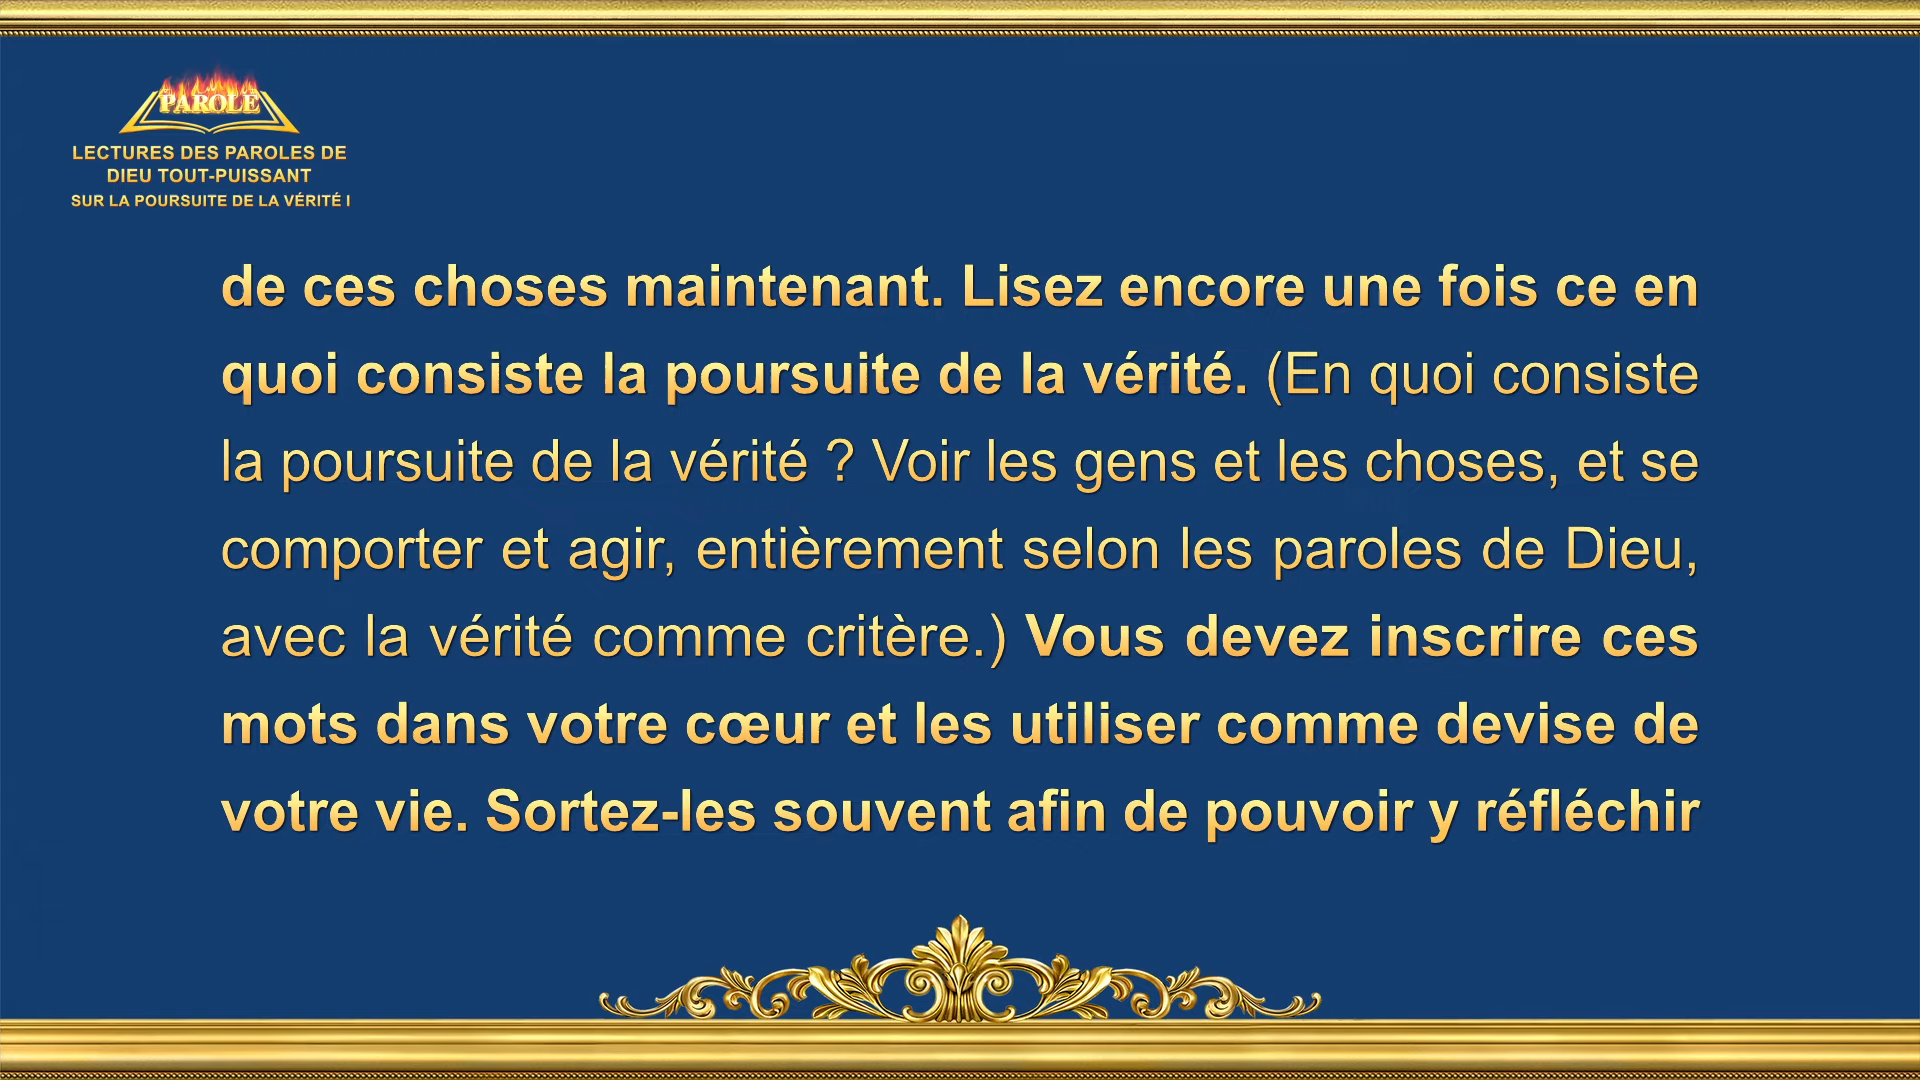 PAROLE
LECTURES DES PAROLES DE
DIEU TOUT-PUISSANT
SUR LA POURSUITE DE LA VÉRITÉ I
de ces choses maintenant. Lisez encore une fois ce en
quoi consiste la poursuite de la vérité. (En quoi consiste
la poursuite de la vérité ? Voir les gens et les choses, et se
comporter et agir, entièrement selon les paroles de Dieu,
avec la vérité comme critère.) Vous devez inscrire ces
mots dans votre cœur et les utiliser comme devise de
votre vie. Sortez-les souvent afin de pouvoir y réfléchir